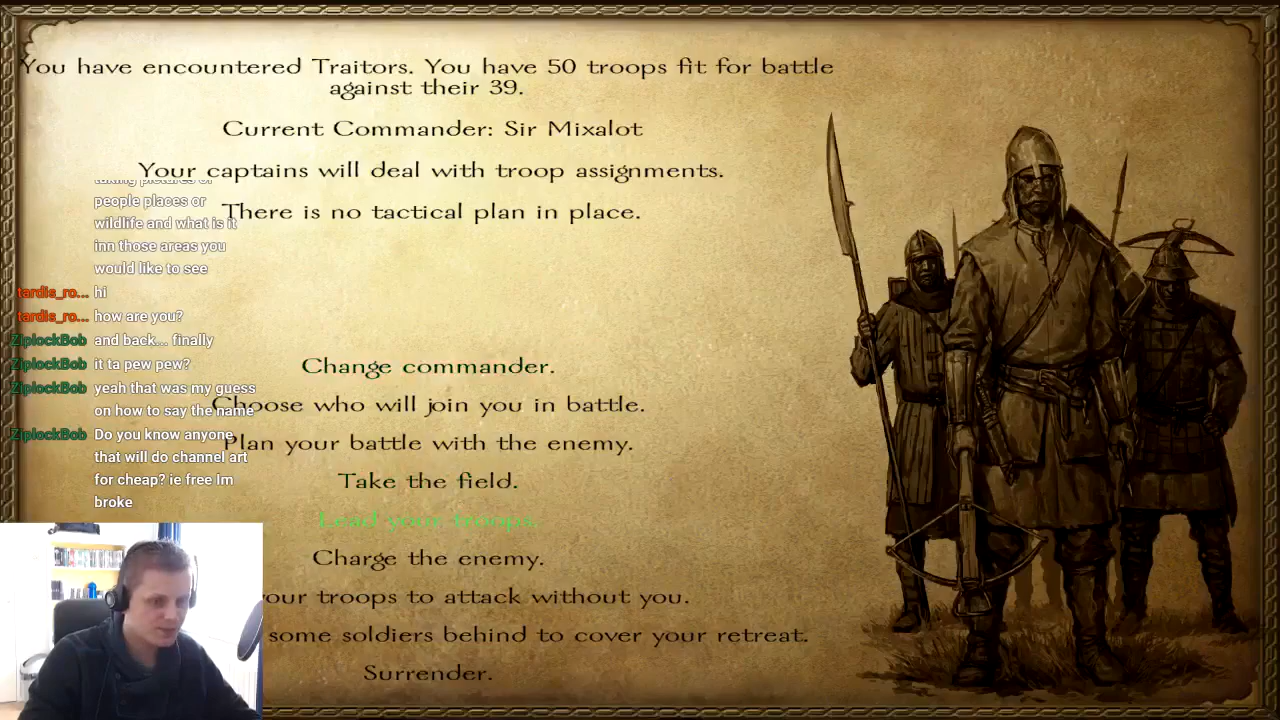 You have encountered Traitors. You have 50 troops fit for battle
against their 39.
Current Commander: Sir Mixalot
Your captains will deal with troop assignments.
There is no tactical plan in place.
taking pictures of
people places or
wildlife and what is it
inn those areas you
would like to see
tardis_ro... hi
tardis_ro... how are you?
ZiplockBob and back... finally
ZiplockBob it ta pew pew?
ZiplockBob yeah that was my guess
on how to say the name
ZiplockBob Do you know anyone
that will do channel art
for cheap? ie free Im
broke
Change commander.
Choose who will join you in battle.
Plan your battle with the enemy.
Take the field.
Lead your troops.
Charge the enemy.
your troops to attack without you.
some soldiers behind to cover your retreat.
Surrender.